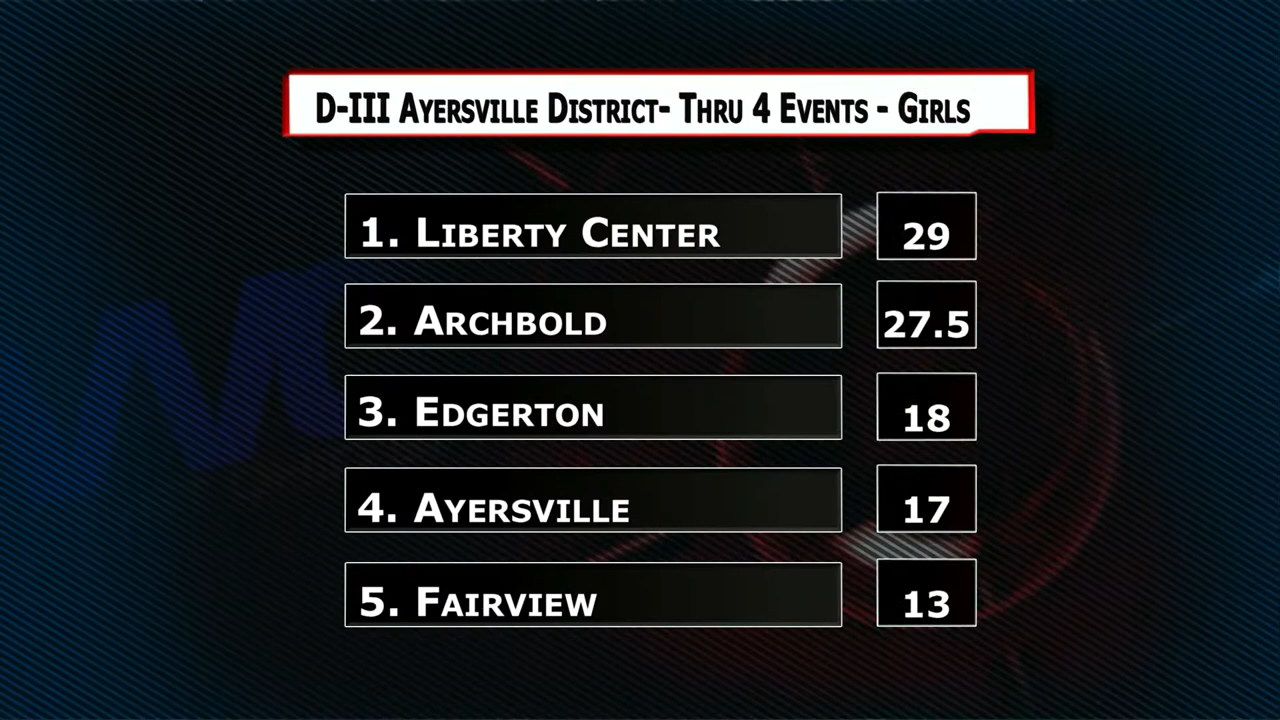 D-III Ayersville District- Thru 4 Events - Girls
1. Liberty Center 29
2. Archbold 27.5
3. Edgerton 18
4. Ayersville 17
5. Fairview 13